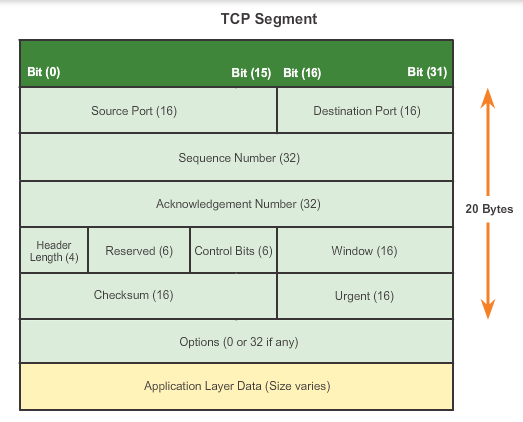 TCP Segment
Bit (0) Bit (15) Bit (16) Bit (31)
Source Port (16) Destination Port (16)
Sequence Number (32)
Acknowledgement Number (32)
20 Bytes
Header
Length (4) Reserved (6) Control Bits (6) Window (16)
Checksum (16) Urgent (16)
Options (0 or 32 if any)
Application Layer Data (Size varies)